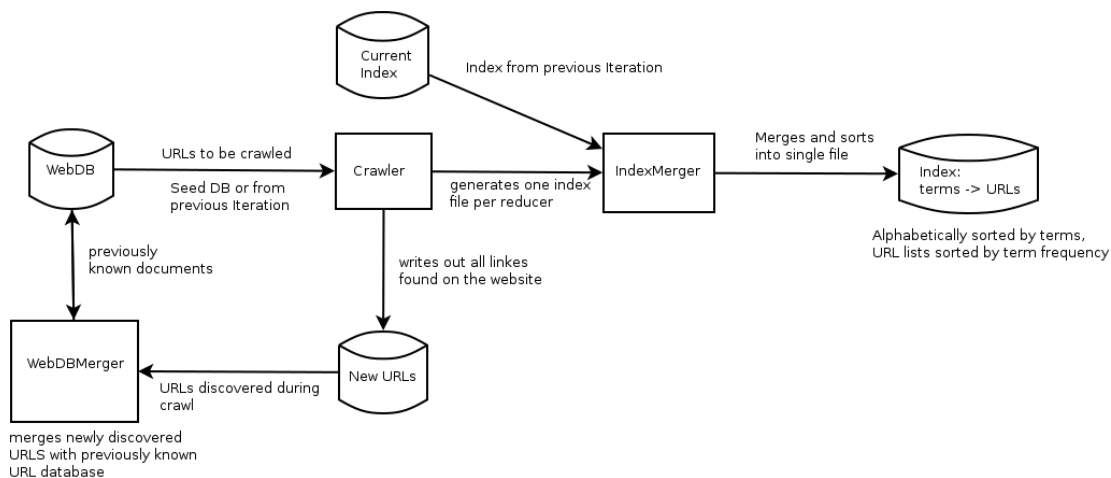 Current
Index
Index from previous Iteration
WebDB
URLs to be crawled
Seed DB or from
previous Iteration
Crawler
generates one index
file per reducer
IndexMerger
Merges and sorts
into single file
Index:
terms -> URLs
Alphabetically sorted by terms,
URL lists sorted by term frequency
previously
known documents
writes out all linkes
found on the website
WebDBMerger
URLs discovered during
crawl
New URLs
merges newly discovered
URLS with previously known
URL database